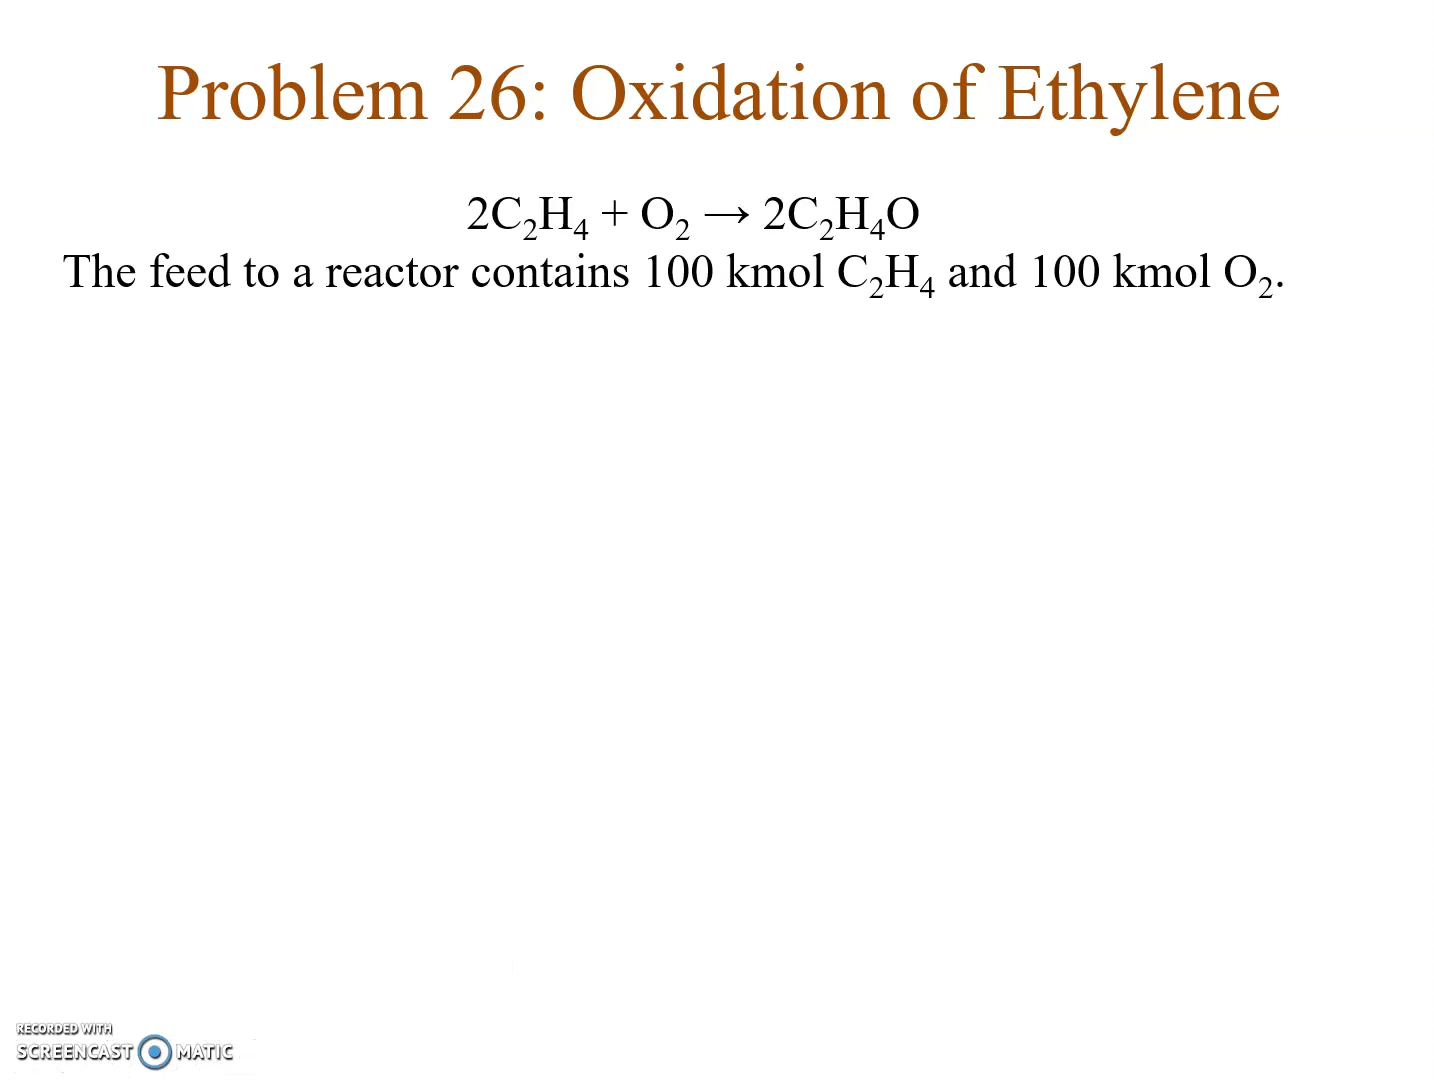 Problem 26: Oxidation of Ethylene
2C₂H₄ + O₂ → 2C₂H₄O
The feed to a reactor contains 100 kmol C₂H₄ and 100 kmol O₂.
RECORDED WITH
SCREENCAST MATIC